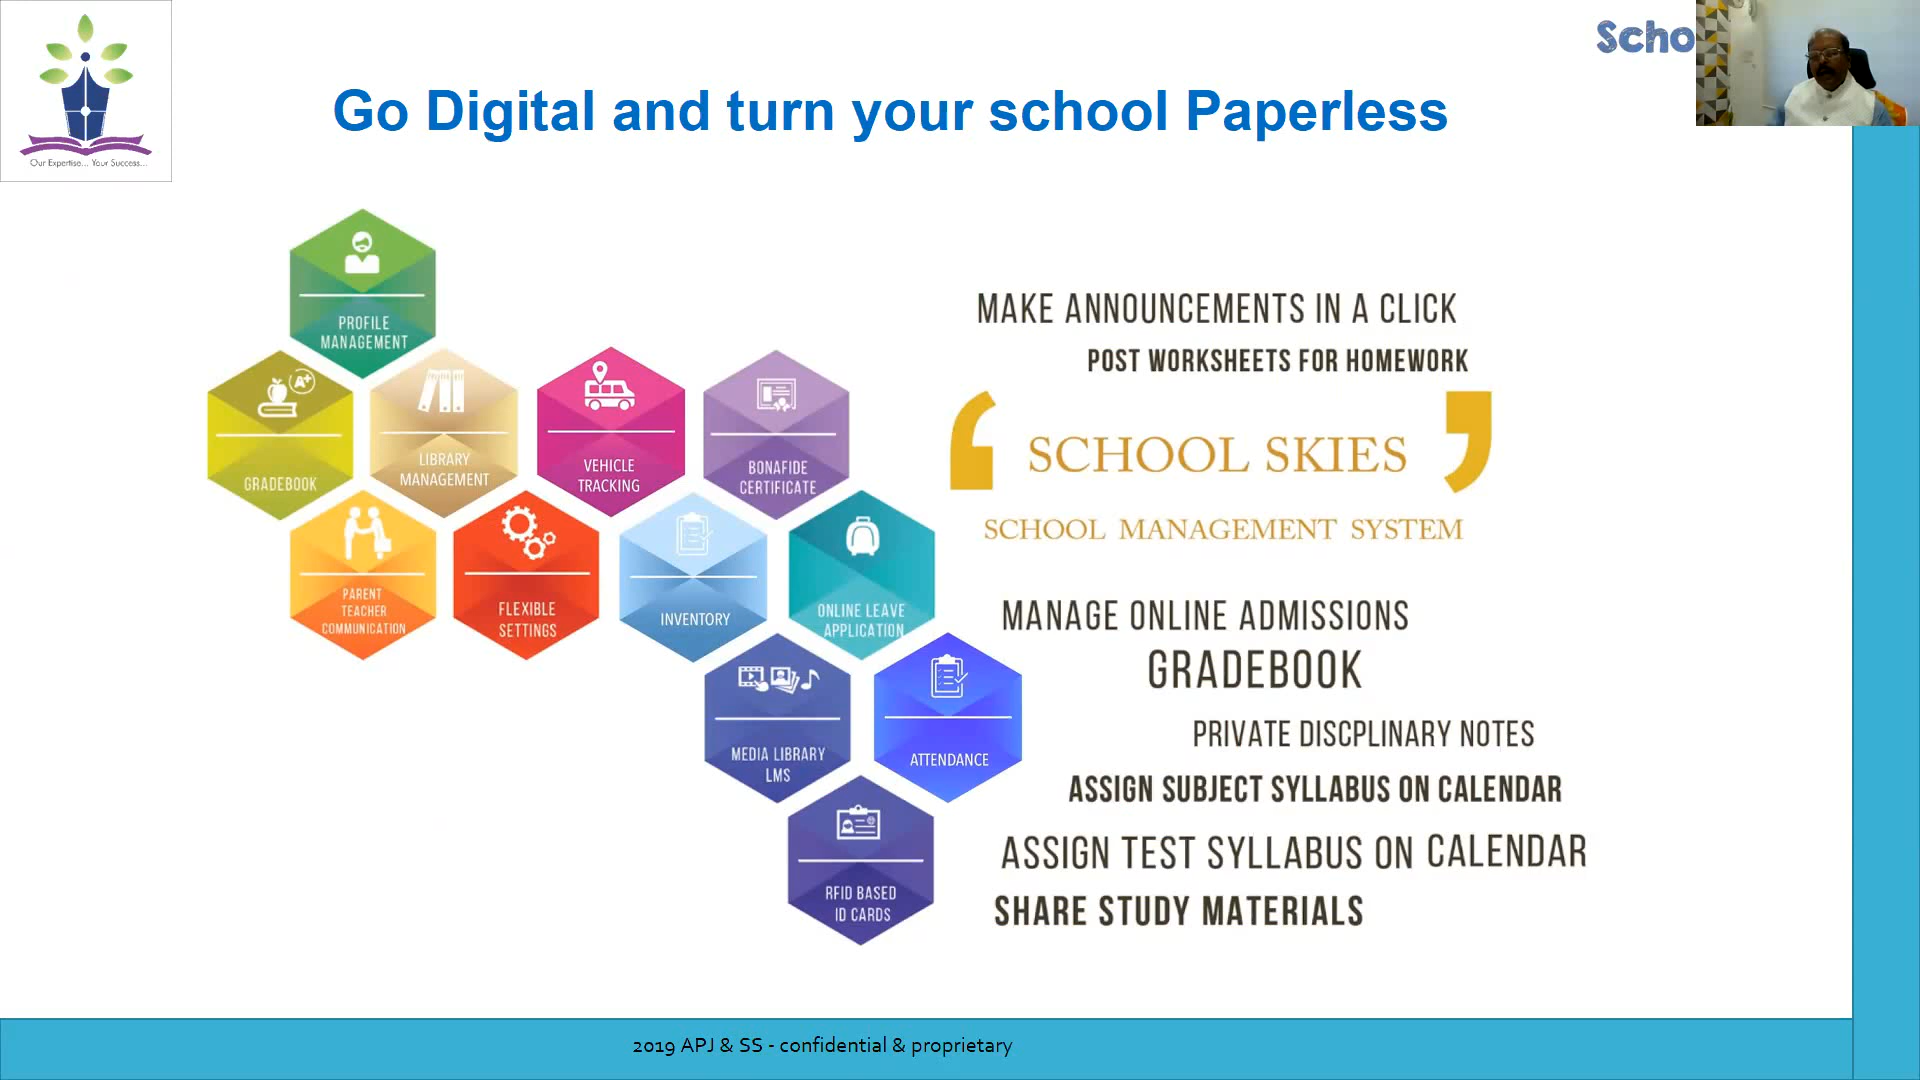 Scho
Our Expertise... Your Success...
Go Digital and turn your school Paperless
PROFILE
MANAGEMENT
A+
GRADEBOOK
LIBRARY
MANAGEMENT
VEHICLE
TRACKING
BONAFIDE
CERTIFICATE
PARENT
TEACHER
COMMUNICATION
FLEXIBLE
SETTINGS
INVENTORY
ONLINE LEAVE
APPLICATION
MEDIA LIBRARY
LMS
ATTENDANCE
RFID BASED
ID CARDS
MAKE ANNOUNCEMENTS IN A CLICK
POST WORKSHEETS FOR HOMEWORK
‘ SCHOOL SKIES ’
SCHOOL MANAGEMENT SYSTEM
MANAGE ONLINE ADMISSIONS
GRADEBOOK
PRIVATE DISCPLINARY NOTES
ASSIGN SUBJECT SYLLABUS ON CALENDAR
ASSIGN TEST SYLLABUS ON CALENDAR
SHARE STUDY MATERIALS
2019 APJ & SS - confidential & proprietary